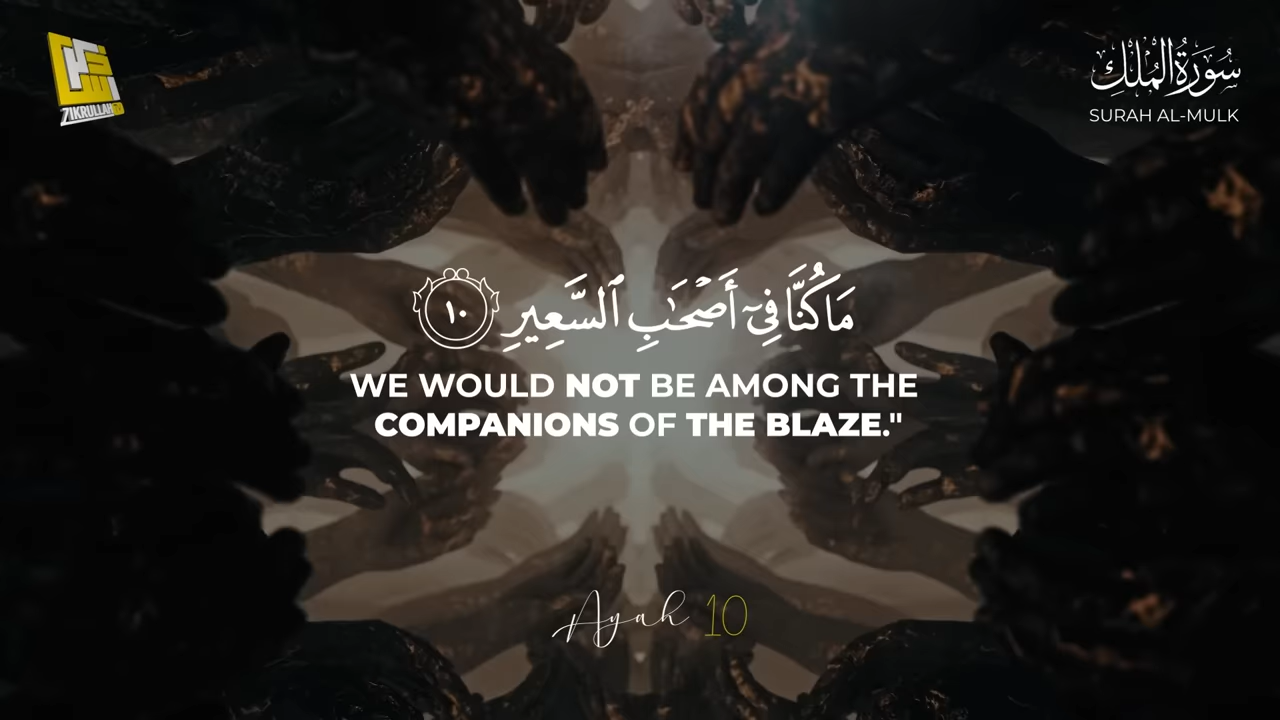 ZIKRULLAH TV
سُورَةُ المُلْكِ
SURAH AL-MULK
مَا كُنَّا فِىٓ أَصْحَـٰبِ ٱلسَّعِيرِ ١٠
WE WOULD NOT BE AMONG THE
COMPANIONS OF THE BLAZE."
Ayah 10